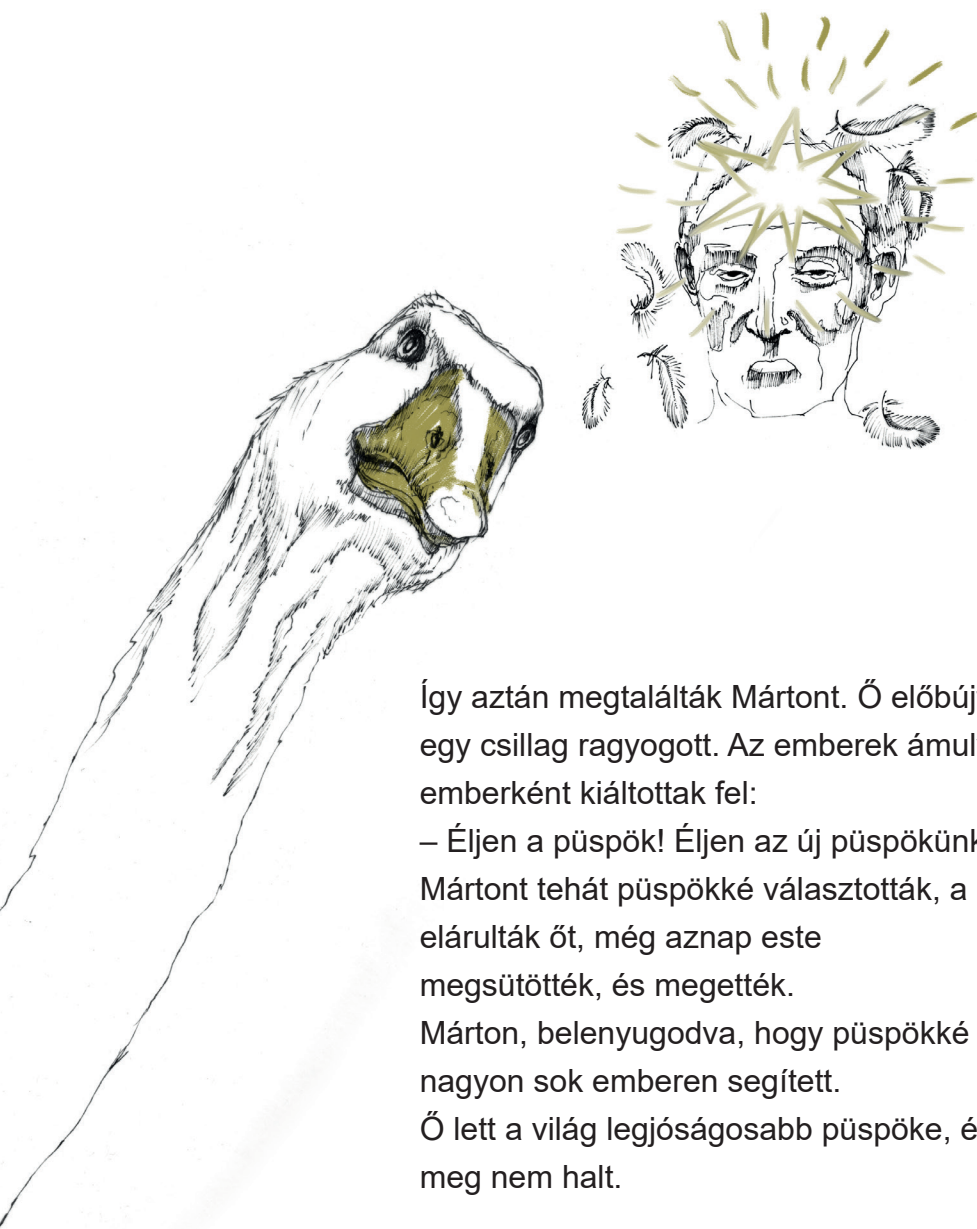 Így aztán megtalálták Mártont. Ő előbúj
egy csillag ragyogott. Az emberek ámul
emberként kiáltottak fel:
– Éljen a püspök! Éljen az új püspökünk
Mártont tehát püspökké választották, a
elárulták őt, még aznap este
megsütötték, és megették.
Márton, belenyugodva, hogy püspökké
nagyon sok emberen segített.
Ő lett a világ legjóságosabb püspöke, é
meg nem halt.